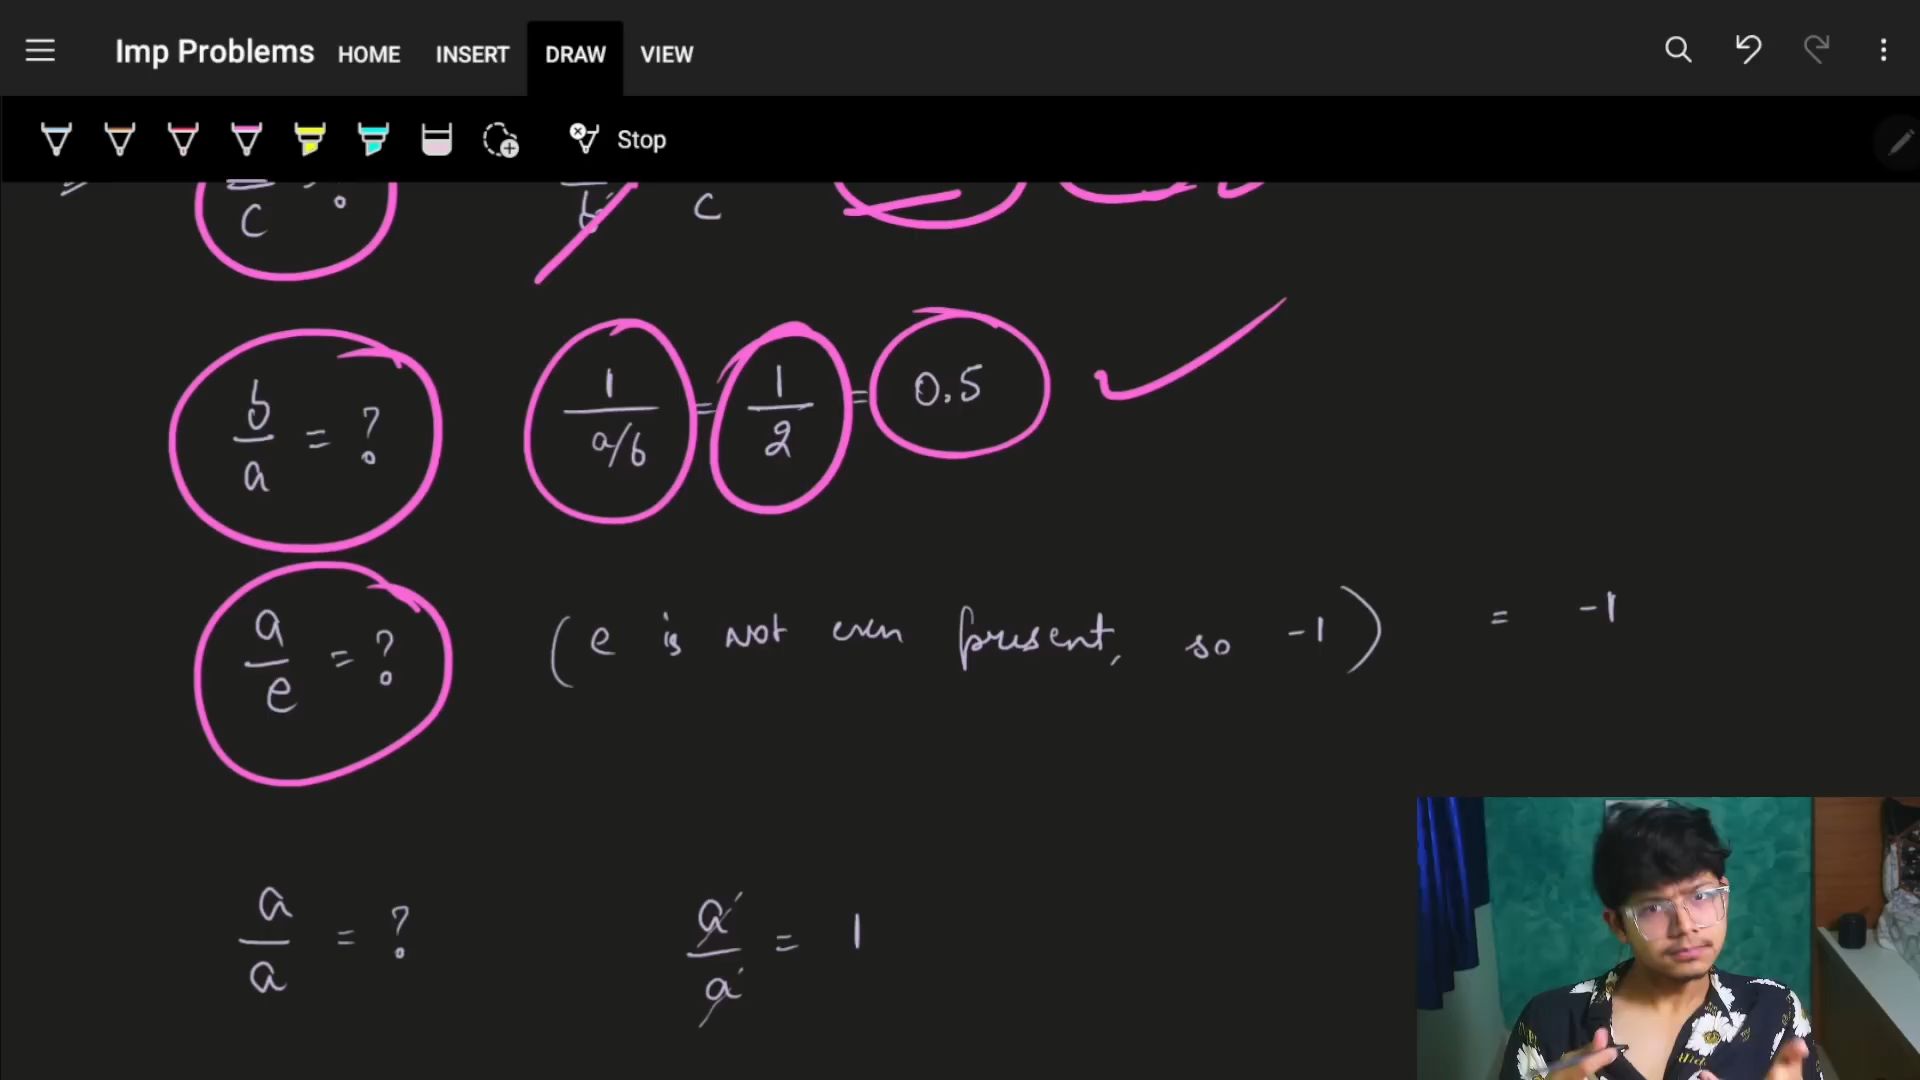 Imp Problems HOME INSERT DRAW VIEW
Stop
c ? b c
b/a = ? 1/(a/b) = 1/2 = 0.5
a/e = ? (e is not even present, so -1) = -1
a/a = ? a/a = 1